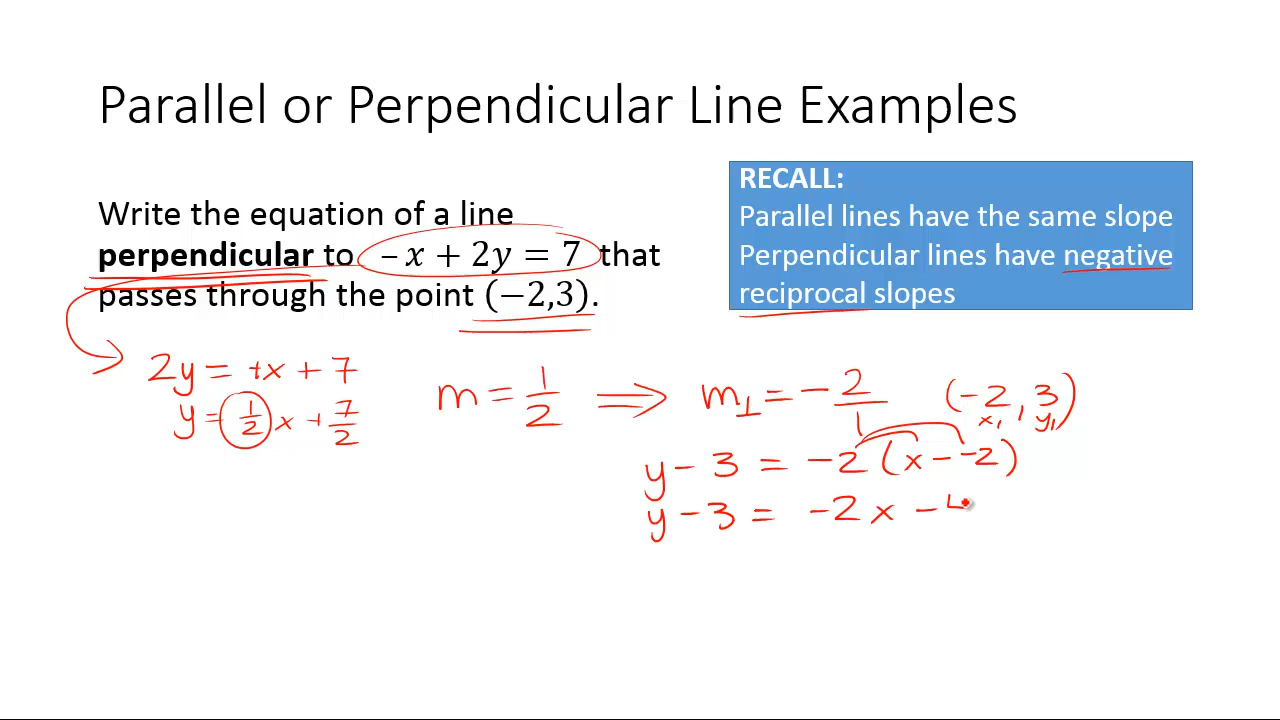 Parallel or Perpendicular Line Examples
Write the equation of a line
perpendicular to −x + 2y = 7 that
passes through the point (−2,3).
RECALL:
Parallel lines have the same slope
Perpendicular lines have negative
reciprocal slopes
2y = +x + 7
y = 1/2 x + 7/2
m = 1/2 ⟹ m⊥ = −2/1 (−2, 3)
x₁ y₁
y − 3 = −2 (x − −2)
y − 3 = −2x − 4